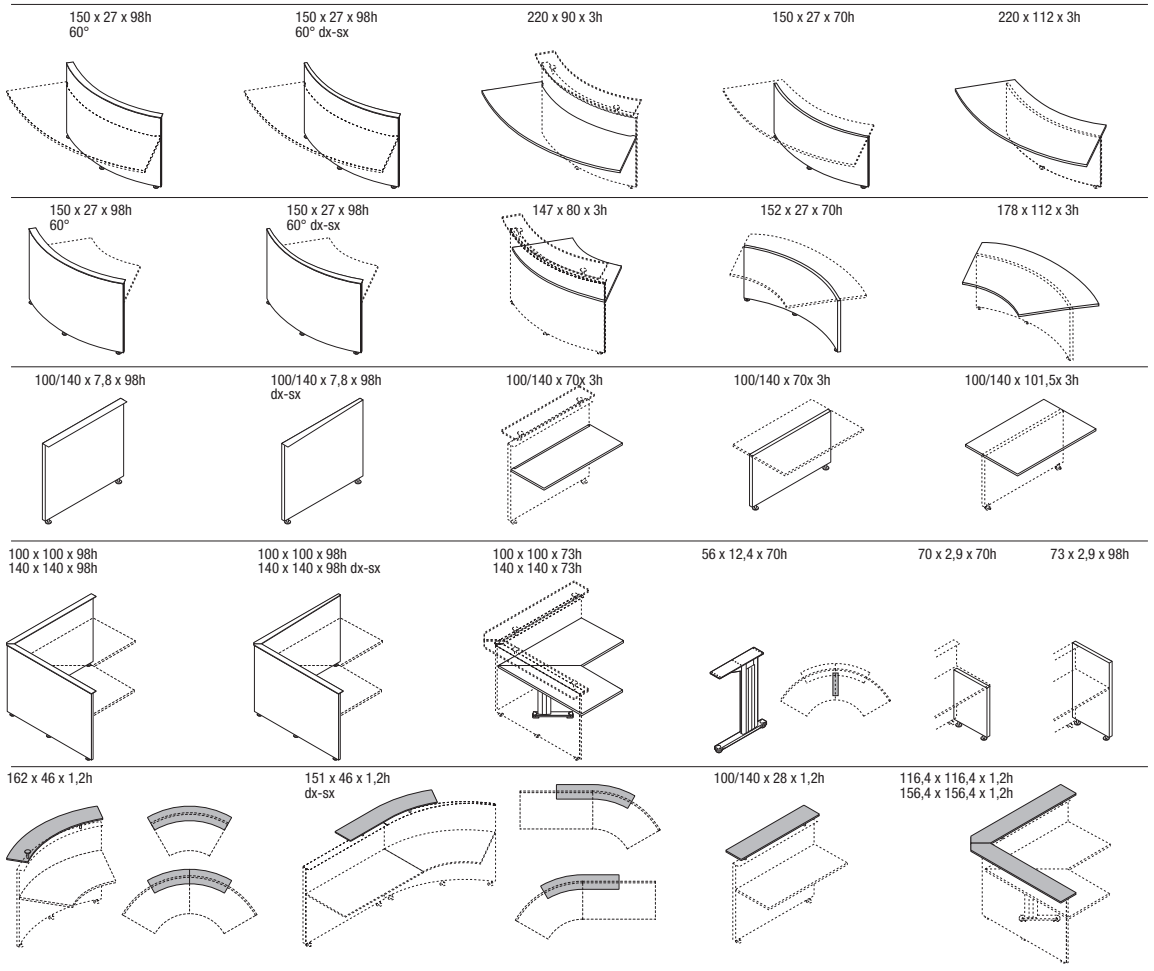 150 x 27 x 98h
60°
150 x 27 x 98h
60° dx-sx
220 x 90 x 3h
150 x 27 x 70h
220 x 112 x 3h
150 x 27 x 98h
60°
150 x 27 x 98h
60° dx-sx
147 x 80 x 3h
152 x 27 x 70h
178 x 112 x 3h
100/140 x 7,8 x 98h
100/140 x 7,8 x 98h
dx-sx
100/140 x 70x 3h
100/140 x 70x 3h
100/140 x 101,5x 3h
100 x 100 x 98h
140 x 140 x 98h
100 x 100 x 98h
140 x 140 x 98h dx-sx
100 x 100 x 73h
140 x 140 x 73h
56 x 12,4 x 70h
70 x 2,9 x 70h
73 x 2,9 x 98h
162 x 46 x 1,2h
151 x 46 x 1,2h
dx-sx
100/140 x 28 x 1,2h
116,4 x 116,4 x 1,2h
156,4 x 156,4 x 1,2h